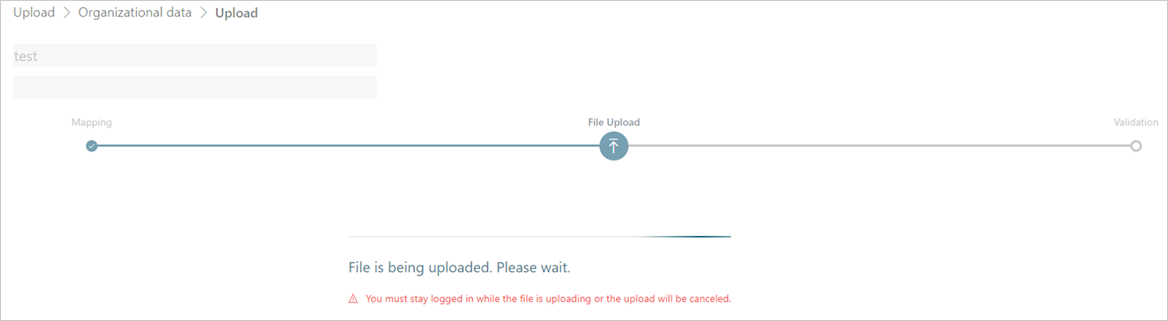 Upload > Organizational data > Upload
test
Mapping File Upload Validation
File is being uploaded. Please wait.
You must stay logged in while the file is uploading or the upload will be canceled.